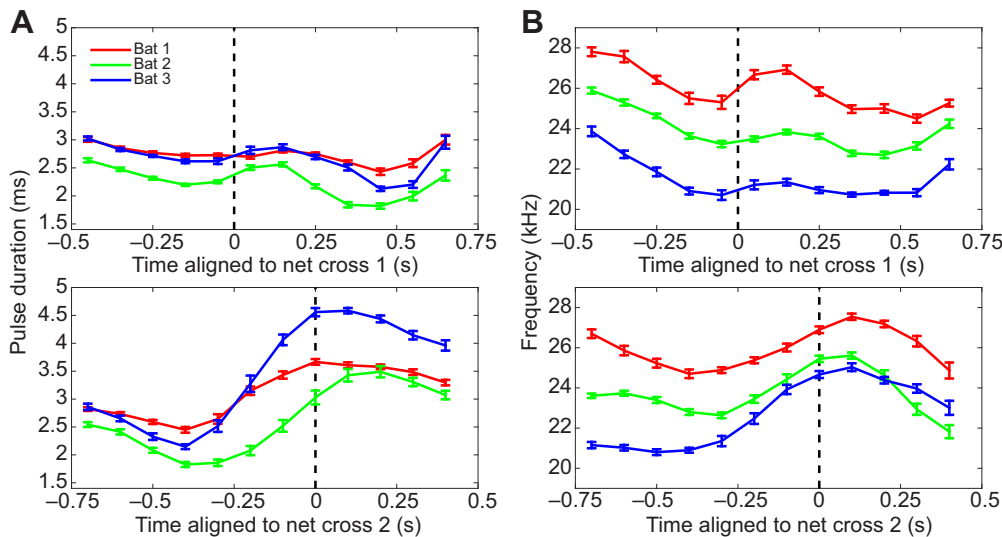 A
B
5
4.5
4
3.5
3
2.5
2
1.5
Bat 1
Bat 2
Bat 3
−0.5 −0.25 0 0.25 0.5 0.75
Time aligned to net cross 1 (s)
28
26
24
22
20
−0.5 −0.25 0 0.25 0.5 0.75
Time aligned to net cross 1 (s)
Pulse duration (ms)
Frequency (kHz)
5
4.5
4
3.5
3
2.5
2
1.5
−0.75 −0.5 −0.25 0 0.25 0.5
Time aligned to net cross 2 (s)
28
26
24
22
20
−0.75 −0.5 −0.25 0 0.25 0.5
Time aligned to net cross 2 (s)